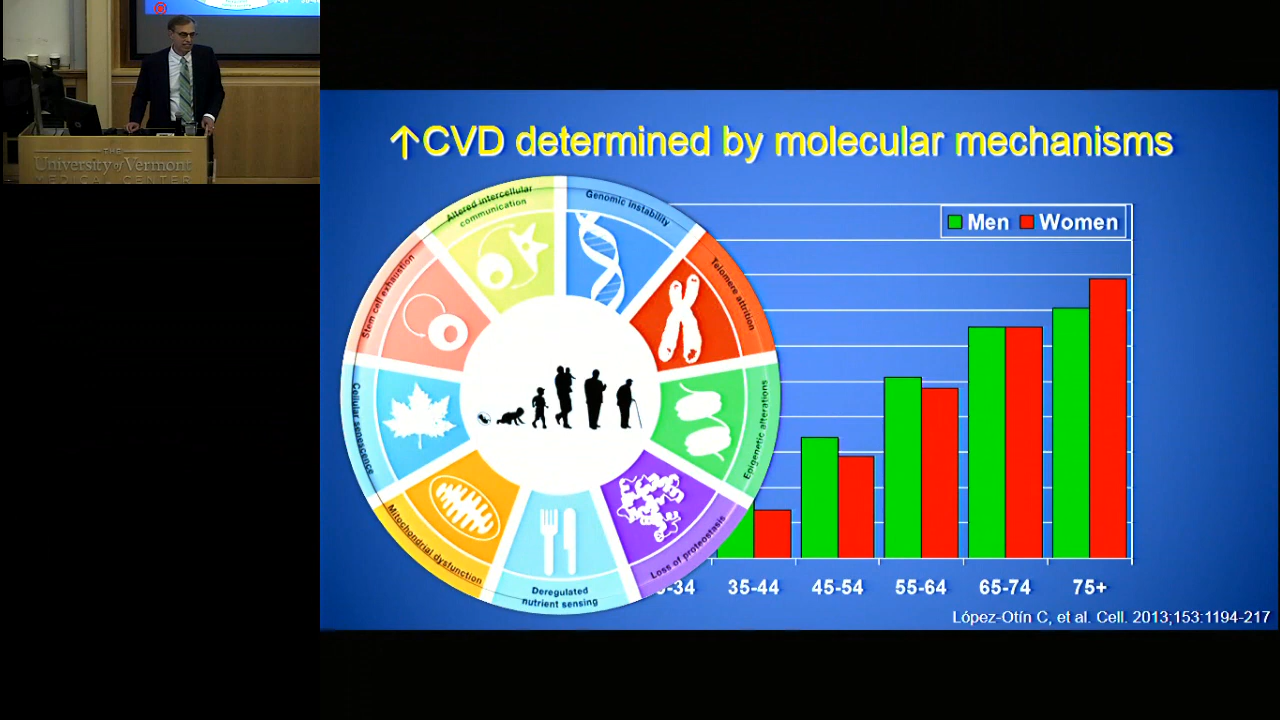 THE
University of Vermont
MEDICAL CENTER
↑CVD determined by molecular mechanisms
Altered intercellular
communication
Genomic instability
Telomere attrition
Epigenetic alterations
Loss of proteostasis
Deregulated
nutrient sensing
Mitochondrial dysfunction
Cellular senescence
Stem cell exhaustion
Men Women
-34 35-44 45-54 55-64 65-74 75+
López-Otín C, et al. Cell. 2013;153:1194-217